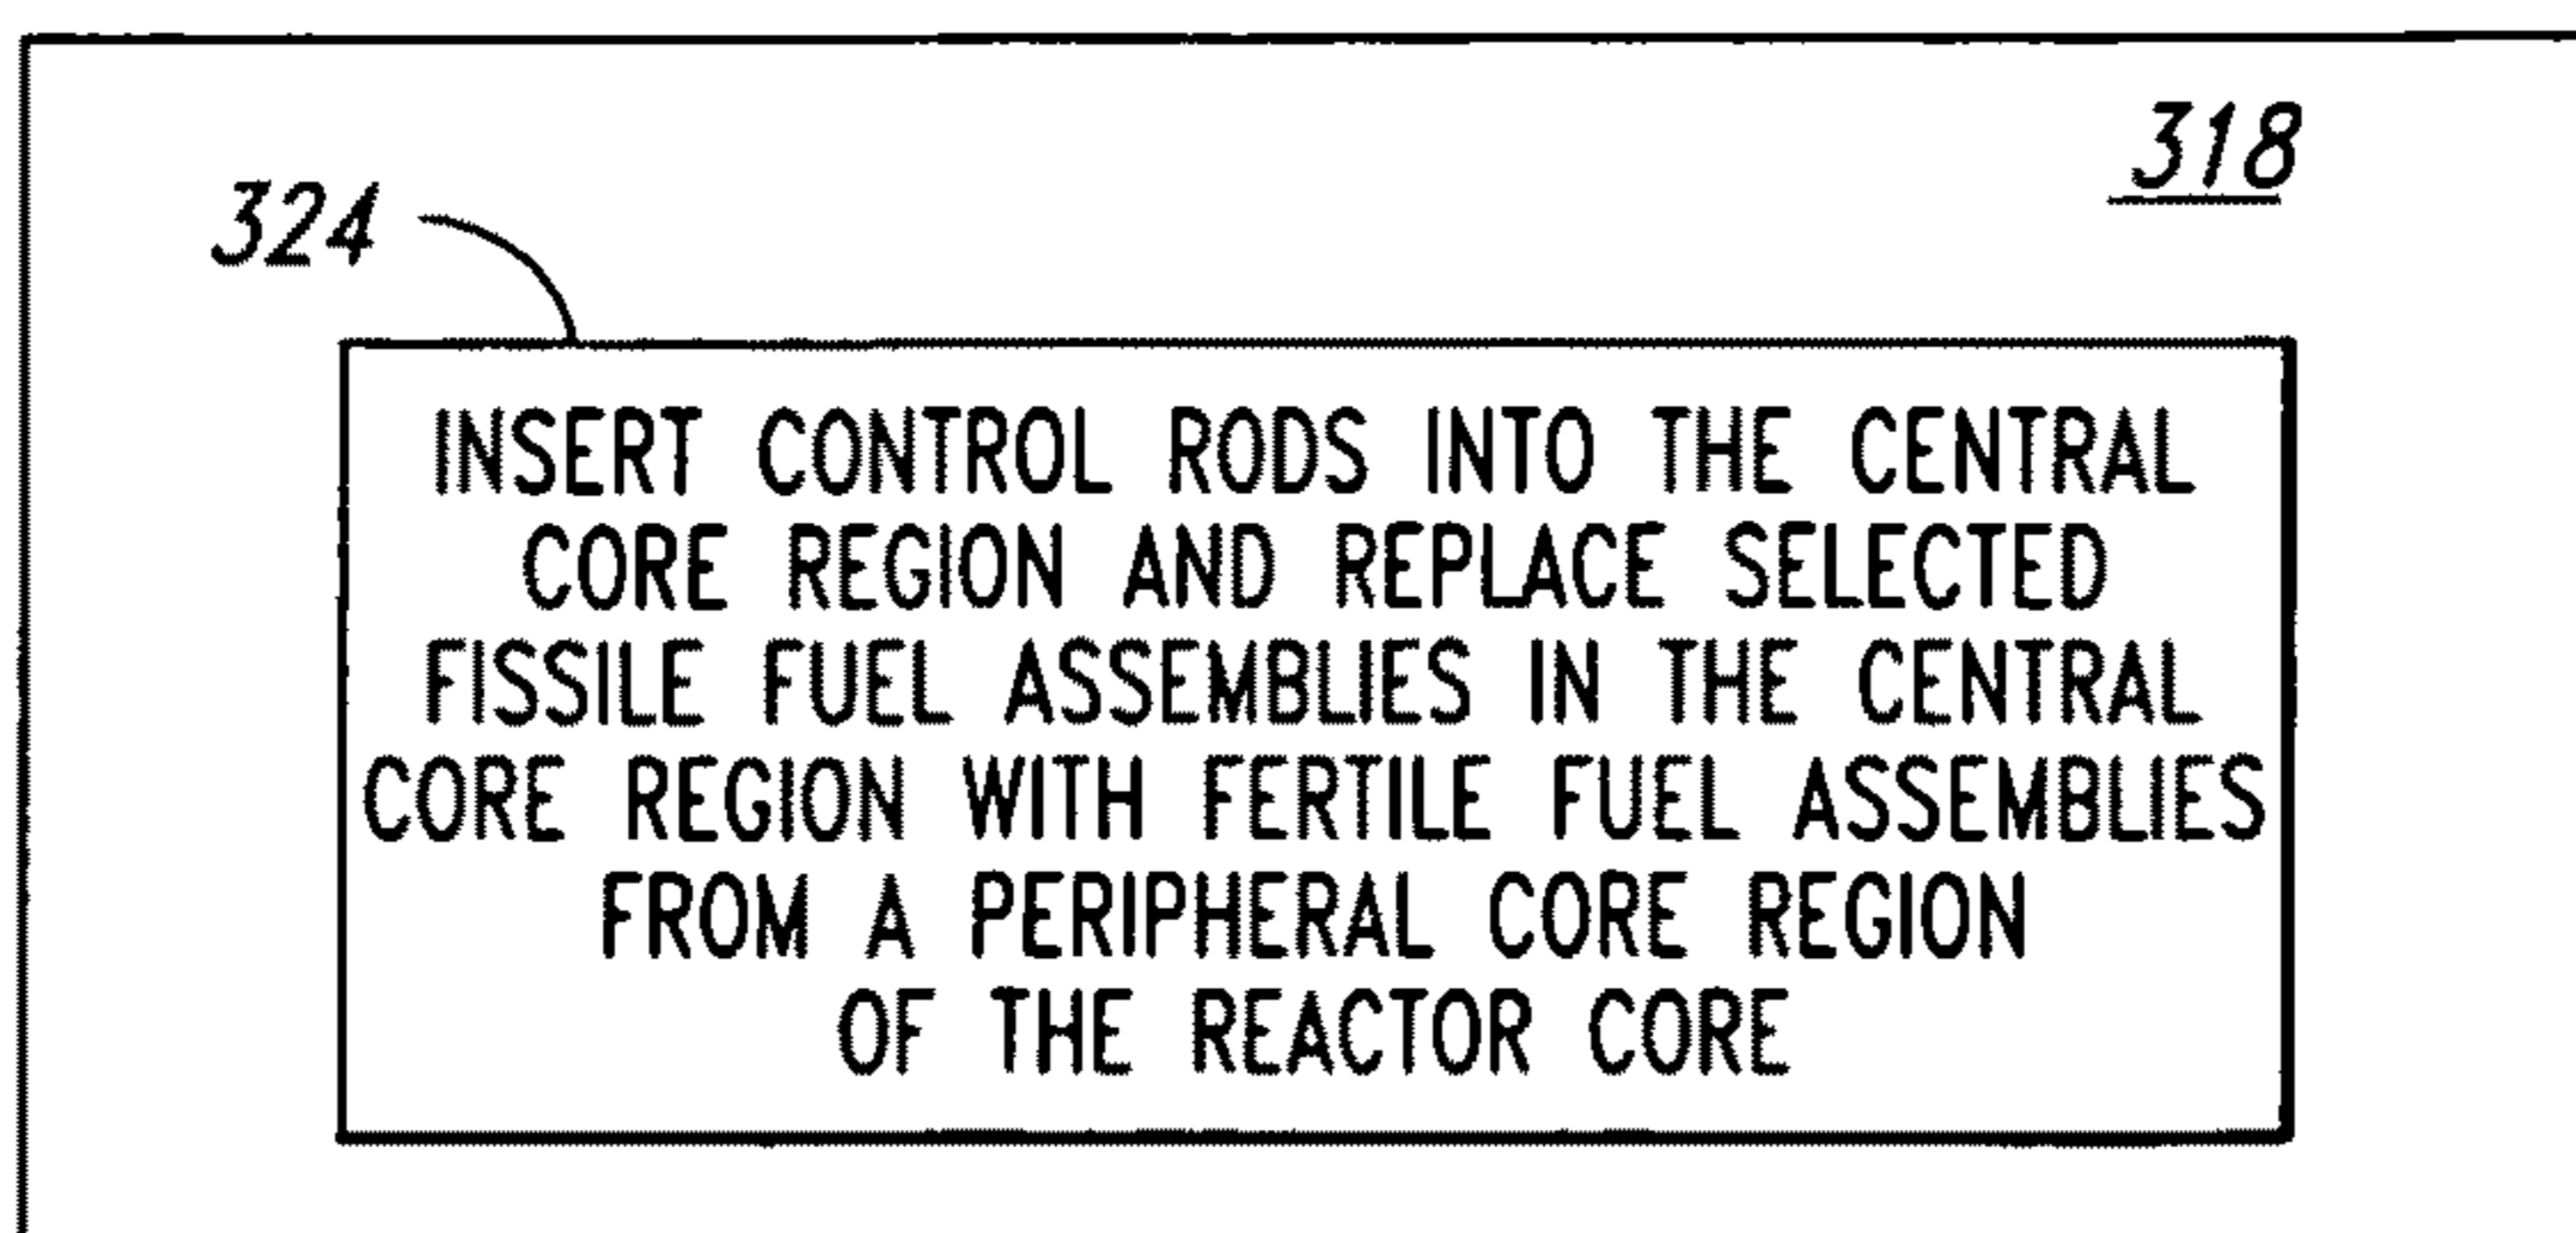 318
324
INSERT CONTROL RODS INTO THE CENTRAL
CORE REGION AND REPLACE SELECTED
FISSILE FUEL ASSEMBLIES IN THE CENTRAL
CORE REGION WITH FERTILE FUEL ASSEMBLIES
FROM A PERIPHERAL CORE REGION
OF THE REACTOR CORE